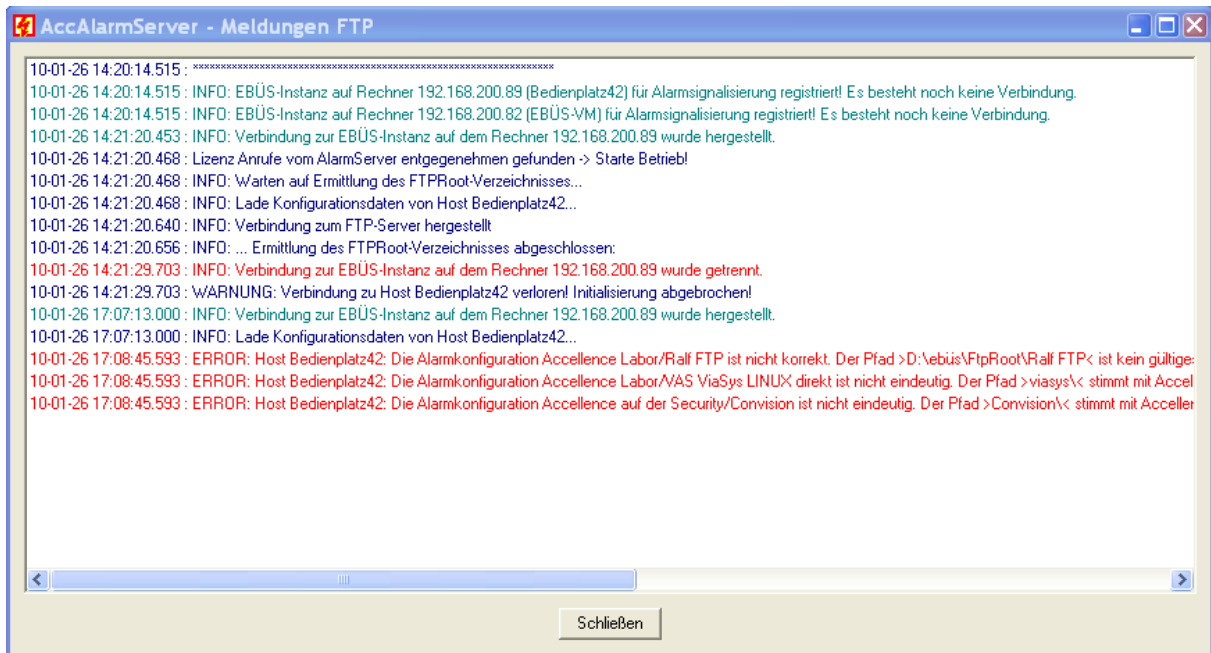 AccAlarmServer - Meldungen FTP
10-01-26 14:20:14.515 : *****************************************************************
10-01-26 14:20:14.515 : INFO: EBÜS-Instanz auf Rechner 192.168.200.89 (Bedienplatz42) für Alarmsignalisierung registriert! Es besteht noch keine Verbindung.
10-01-26 14:20:14.515 : INFO: EBÜS-Instanz auf Rechner 192.168.200.82 (EBÜS-VM) für Alarmsignalisierung registriert! Es besteht noch keine Verbindung.
10-01-26 14:21:20.453 : INFO: Verbindung zur EBÜS-Instanz auf dem Rechner 192.168.200.89 wurde hergestellt.
10-01-26 14:21:20.468 : Lizenz Anrufe vom AlarmServer entgegenehmen gefunden -> Starte Betrieb!
10-01-26 14:21:20.468 : INFO: Warten auf Ermittlung des FTPRoot-Verzeichnisses...
10-01-26 14:21:20.468 : INFO: Lade Konfigurationsdaten von Host Bedienplatz42...
10-01-26 14:21:20.640 : INFO: Verbindung zum FTP-Server hergestellt
10-01-26 14:21:20.656 : INFO: ... Ermittlung des FTPRoot-Verzeichnisses abgeschlossen:
10-01-26 14:21:29.703 : INFO: Verbindung zur EBÜS-Instanz auf dem Rechner 192.168.200.89 wurde getrennt.
10-01-26 14:21:29.703 : WARNUNG: Verbindung zu Host Bedienplatz42 verloren! Initialisierung abgebrochen!
10-01-26 17:07:13.000 : INFO: Verbindung zur EBÜS-Instanz auf dem Rechner 192.168.200.89 wurde hergestellt.
10-01-26 17:07:13.000 : INFO: Lade Konfigurationsdaten von Host Bedienplatz42...
10-01-26 17:08:45.593 : ERROR: Host Bedienplatz42: Die Alarmkonfiguration Accellence Labor/Ralf FTP ist nicht korrekt. Der Pfad >D:\ebüs\FtpRoot\Ralf FTP< ist kein gültige
10-01-26 17:08:45.593 : ERROR: Host Bedienplatz42: Die Alarmkonfiguration Accellence Labor/VAS ViaSys LINUX direkt ist nicht eindeutig. Der Pfad >viasys\< stimmt mit Accel
10-01-26 17:08:45.593 : ERROR: Host Bedienplatz42: Die Alarmkonfiguration Accellence auf der Security/Convision ist nicht eindeutig. Der Pfad >Convision\< stimmt mit Acceller
Schließen